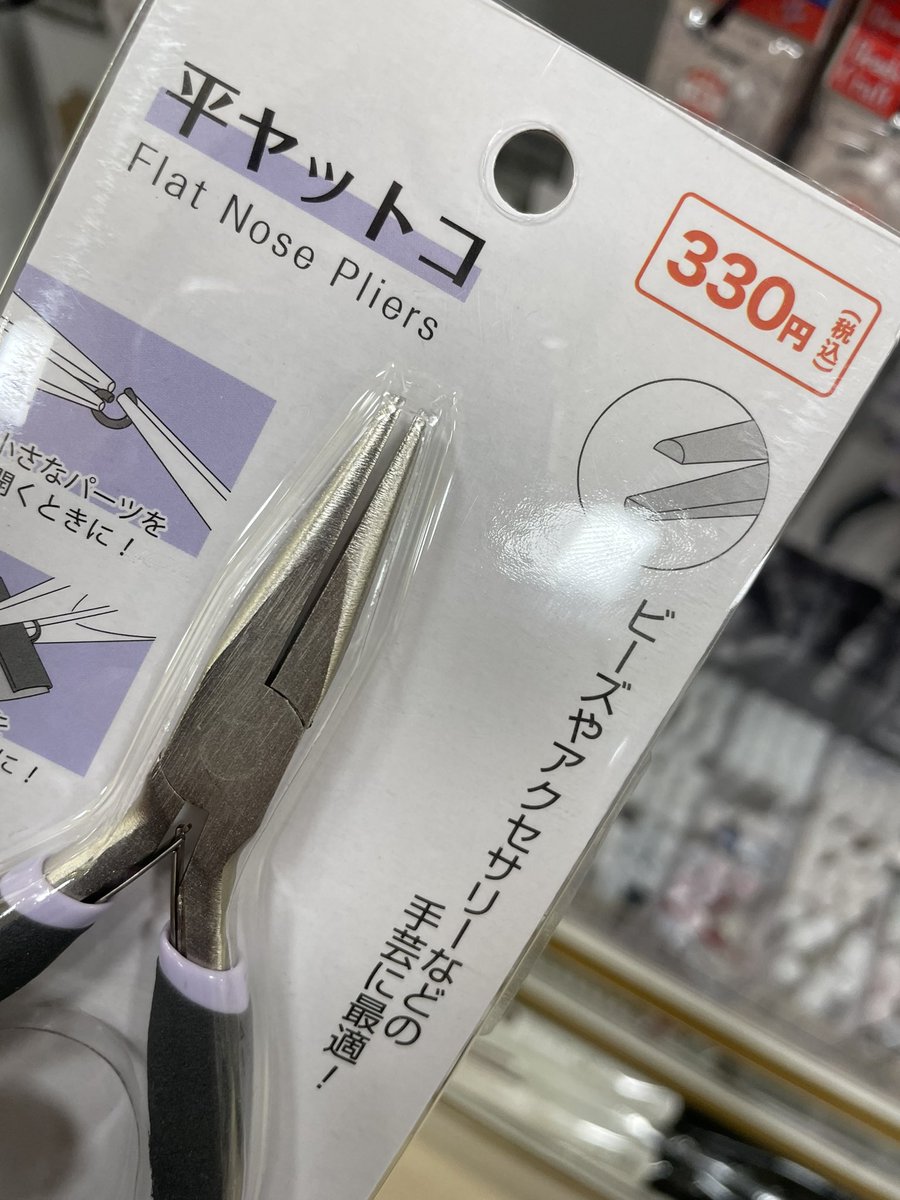 平ヤットコ
Flat Nose Pliers
330円(税込)
小さなパーツを
開くときに！
に！
ビーズやアクセサリーなどの
手芸に最適！